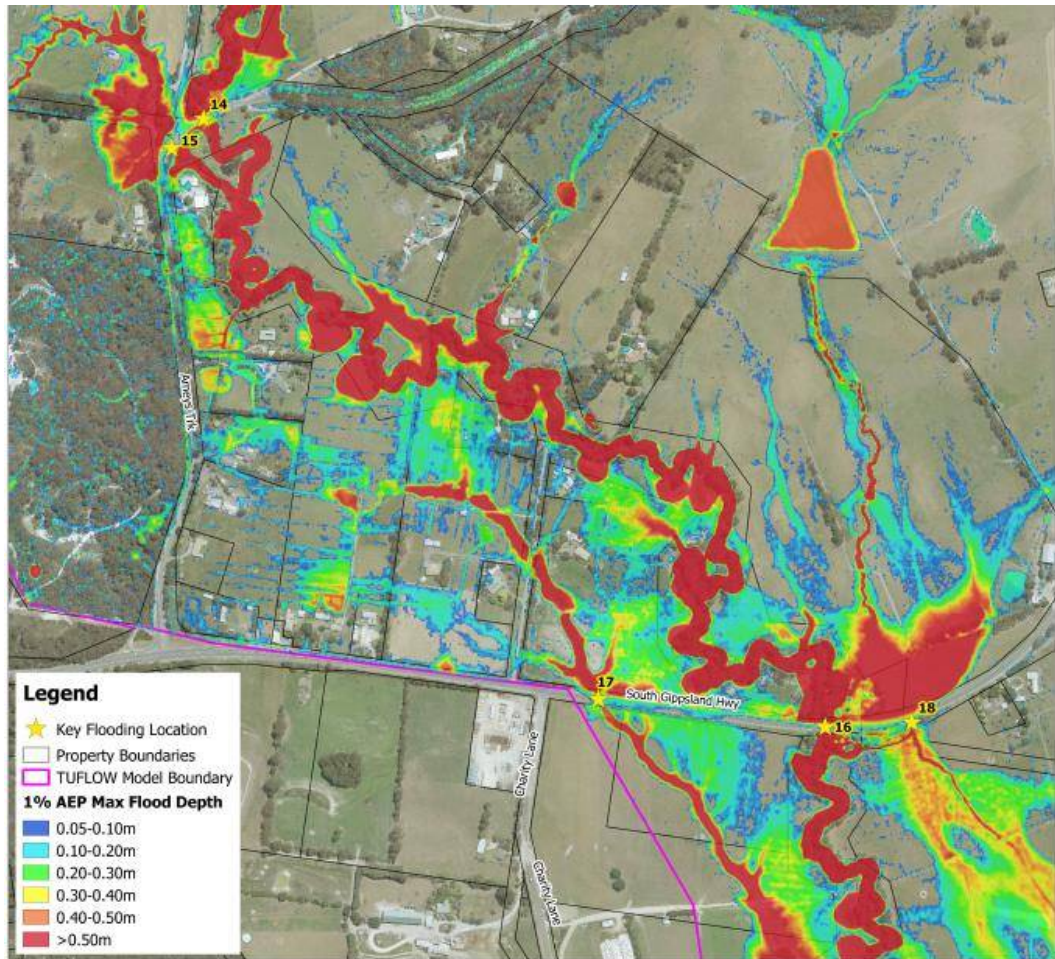 14
15
Ameys Trk
17
South Gippsland Hwy
16
18
Charity Lane
Charity Lane
Legend
Key Flooding Location
Property Boundaries
TUFLOW Model Boundary
1% AEP Max Flood Depth
0.05-0.10m
0.10-0.20m
0.20-0.30m
0.30-0.40m
0.40-0.50m
>0.50m